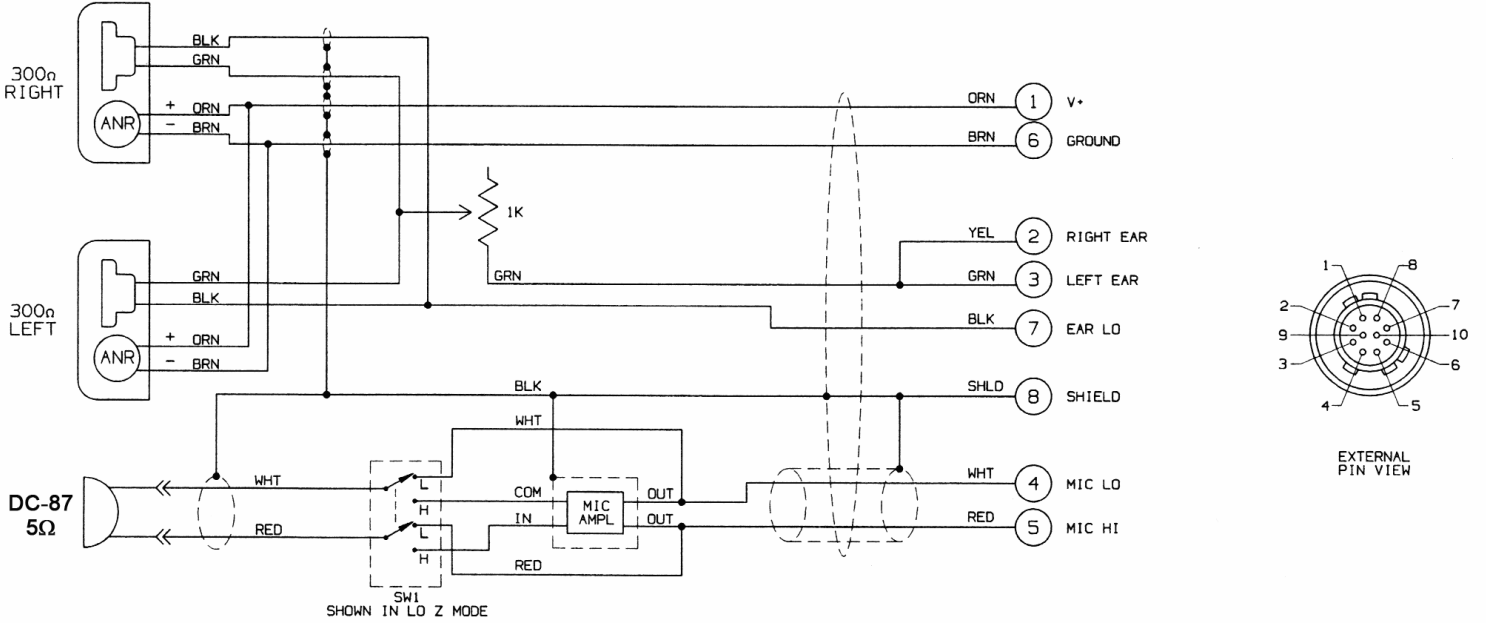 300Ω
RIGHT
BLK
GRN
ANR
+
ORN
-
BRN
ORN
1
V+
BRN
6
GROUND
1K
YEL
2
RIGHT EAR
GRN
GRN
3
LEFT EAR
300Ω
LEFT
GRN
BLK
BLK
7
EAR LO
ANR
+
ORN
-
BRN
BLK
SHLD
8
SHIELD
WHT
DC-87
5Ω
WHT
RED
L
H
L
H
COM
IN
MIC
AMPL
OUT
OUT
RED
WHT
4
MIC LO
RED
5
MIC HI
SW1
SHOWN IN LO Z MODE
1
8
2
7
9
10
3
6
4
5
EXTERNAL
PIN VIEW